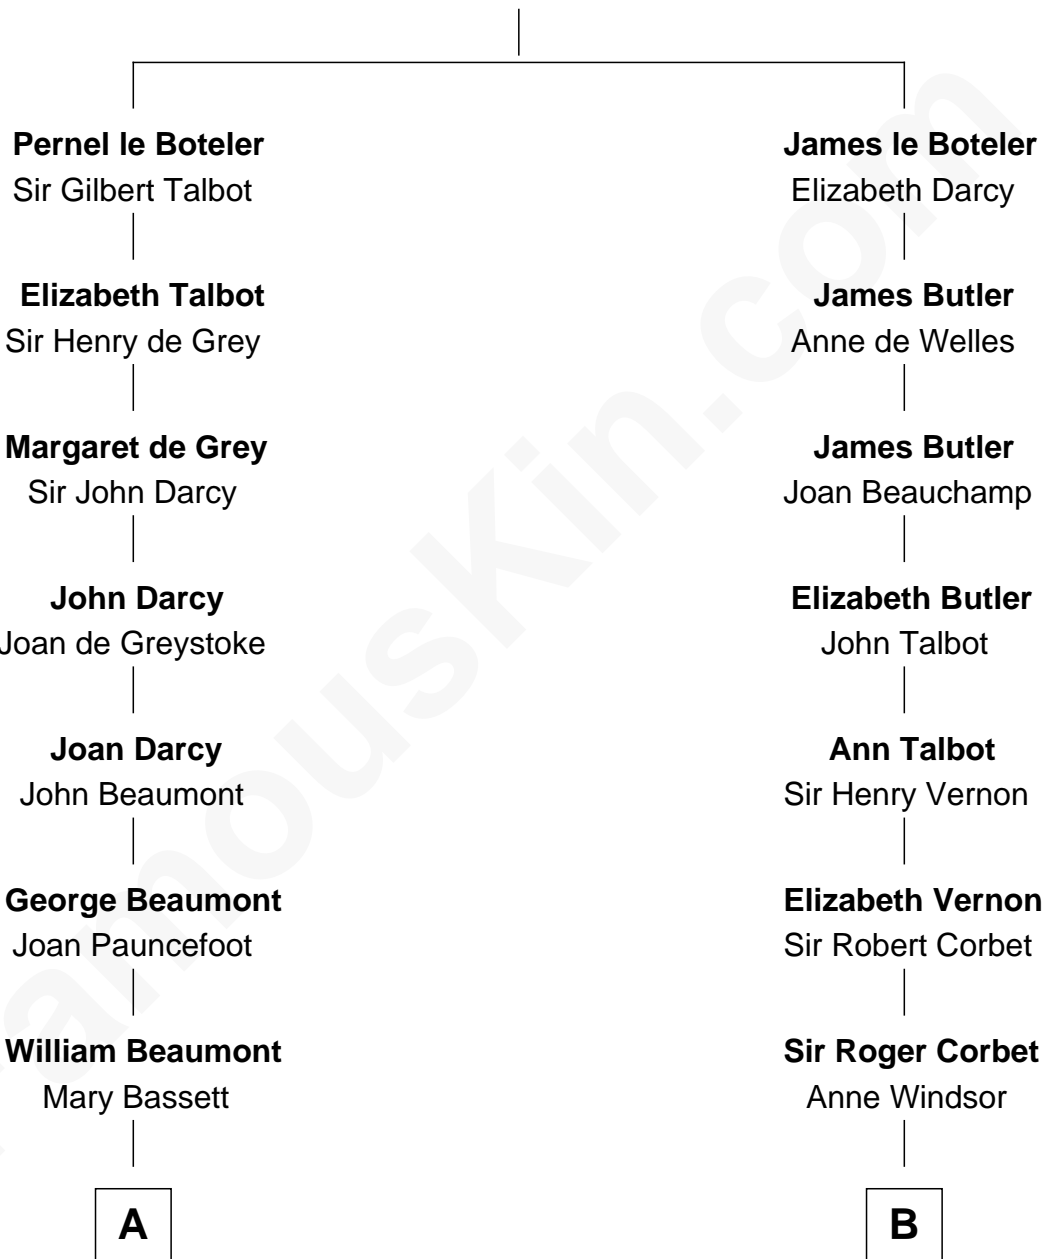 Pernel le Boteler
Sir Gilbert Talbot
James le Boteler
Elizabeth Darcy
Elizabeth Talbot
Sir Henry de Grey
James Butler
Anne de Welles
Margaret de Grey
Sir John Darcy
James Butler
Joan Beauchamp
John Darcy
Joan de Greystoke
Elizabeth Butler
John Talbot
Joan Darcy
John Beaumont
Ann Talbot
Sir Henry Vernon
George Beaumont
Joan Pauncefoot
Elizabeth Vernon
Sir Robert Corbet
William Beaumont
Mary Bassett
Sir Roger Corbet
Anne Windsor
A
B
FamousKin.com